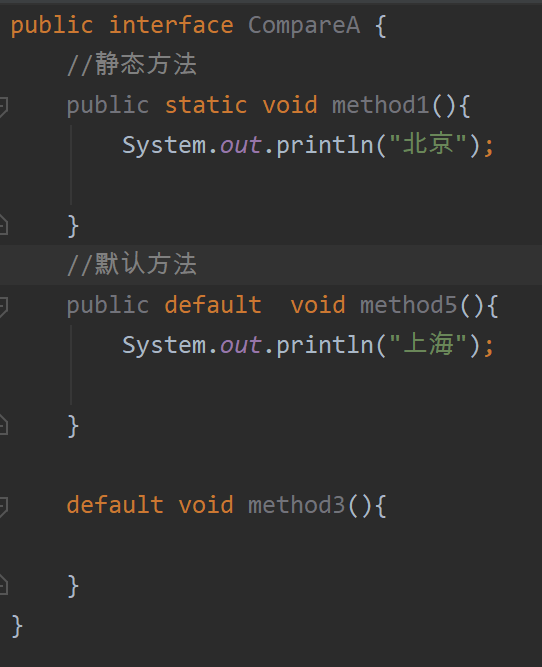 public interface CompareA {
//静态方法
public static void method1(){
System.out.println("北京");
}
//默认方法
public default  void method5(){
System.out.println("上海");
}
default void method3(){
}
}